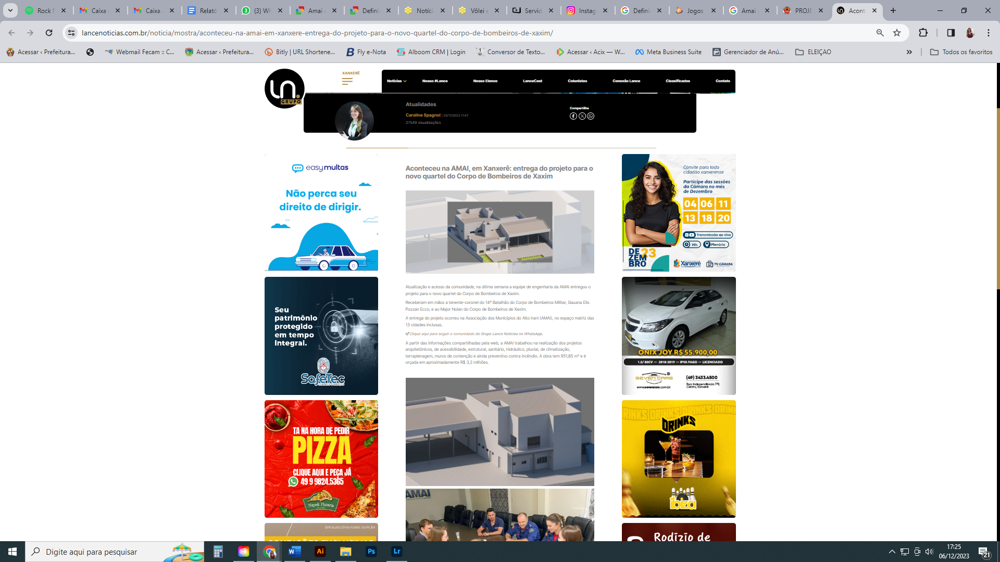 Rock N
Caixa
Caixa
Relató
(3) Wh
Amai
Defini
Notíci
Vôlei e
Servid
Instag
Defini
Jogos
Amai
PROJE
Acont
lancenoticias.com.br/noticia/mostra/aconteceu-na-amai-em-xanxere-entrega-do-projeto-para-o-novo-quartel-do-corpo-de-bombeiros-de-xaxim/
Acessar ‹ Prefeitura...
Webmail Fecam :: C...
Acessar ‹ Prefeitura...
Bitly | URL Shortene...
Fly e-Nota
Alboom CRM | Login
Conversor de Texto...
Acessar ‹ Acix — W...
Meta Business Suite
Gerenciador de Anú...
ELEIÇAO
Todos os favoritos
GRUPO
XANXERÊ
Notícias
Nosso #Lance
Nosso Elenco
LanceCast
Colunistas
Conexão Lance
Classificados
Contato
Atualidades
Caroline Spagnol | 29/11/2023 11:47
27549 visualizações
Compartilhe
easymultas
Não perca seu
direito de dirigir.
Seu
patrimônio
protegido
em tempo
Integral.
SafeTec
TA NA HORA DE PEDIR
PIZZA
CLIQUE AQUI E PEÇA JÁ
49 9 9824.5365
Napoli Pizzaria
dmautochevrolet.com.br
Aconteceu na AMAI, em Xanxerê: entrega do projeto para o
novo quartel do Corpo de Bombeiros de Xaxim
Atualização e acesso da comunidade, na última semana a equipe de engenharia da AMAI entregou o
projeto para o novo quartel do Corpo de Bombeiros de Xaxim.
Receberam em mãos a tenente-coronel do 14º Batalhão do Corpo de Bombeiros Militar, Gauana Elis
Pozzan Ecco, e ao Major Nolan do Corpo de Bombeiros de Xaxim.
A entrega do projeto ocorreu na Associação dos Municípios do Alto Irani (AMAI), no espaço matriz das
13 cidades inclusas.
Clique aqui para seguir a comunidade do Grupo Lance Notícias no WhatsApp.
A partir das informações compartilhadas pela web, a AMAI trabalhou na realização dos projetos
arquitetônicos, de acessibilidade, estrutural, sanitário, hidráulico, pluvial, de climatização,
terraplenagem, muros de contenção e ainda preventivo contra incêndio. A obra tem 951,85 m² e é
orçada em aproximadamente R$ 3,2 milhões.
AMAI
Convite para todo
cidadão xanxerense
Participe das sessões
da Câmara no mês
de Dezembro
04 06 11
13 18 20
Transmissão ao vivo
19h
Plenário
DE
ZEM
BRO
23
Xanxerê
TV CÂMARA
ONIX JOY R$ 55.900,00
1.0/ 80CV — 2018-2019 — IPVA PAGO — LICENCIADO
SEVEN CARS
www.sevencars.com.br
(49) 3433.4500
Rua Independência 779,
Centro, Xanxerê
RINKS DRINKS DRINKS DRIN
DRINKS
ibiza
Rodízio de
Digite aqui para pesquisar
17:25
06/12/2023
21